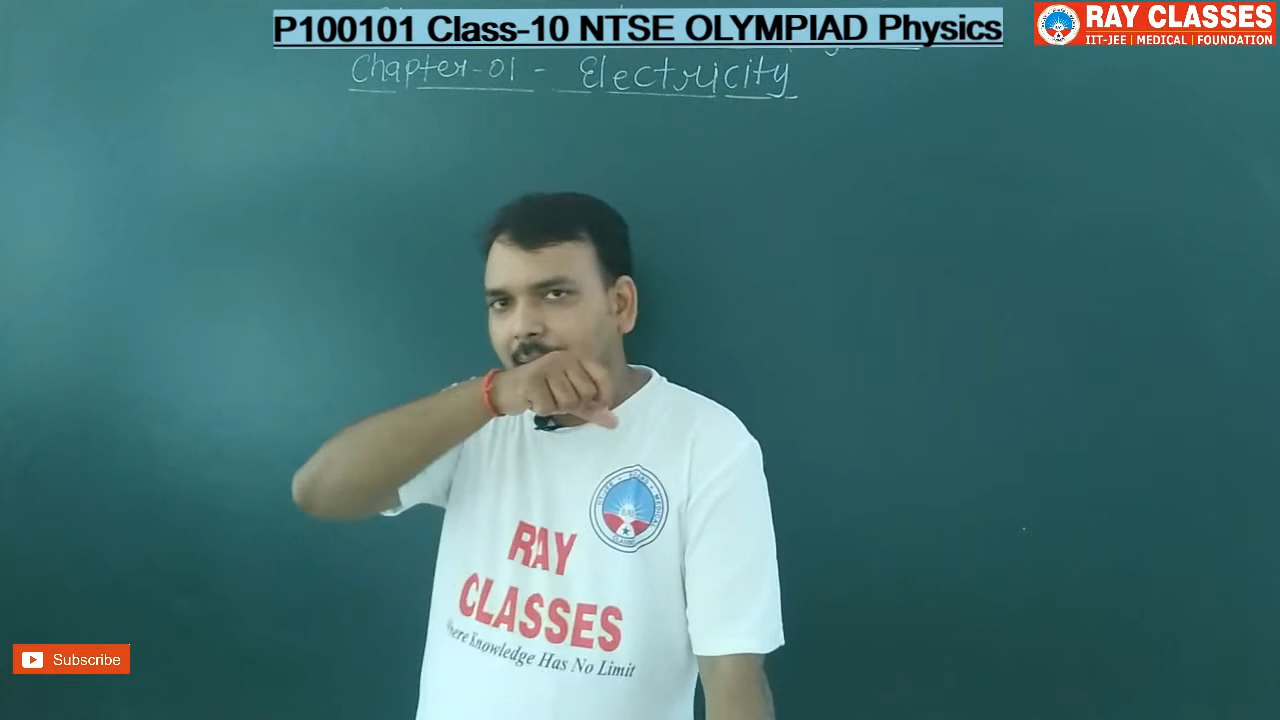 P100101 Class-10 NTSE OLYMPIAD Physics
RAY CLASSES
IIT-JEE | MEDICAL | FOUNDATION
Chapter-01 - Electricity
RAY
CLASSES
Knowledge Has No Limit
Subscribe